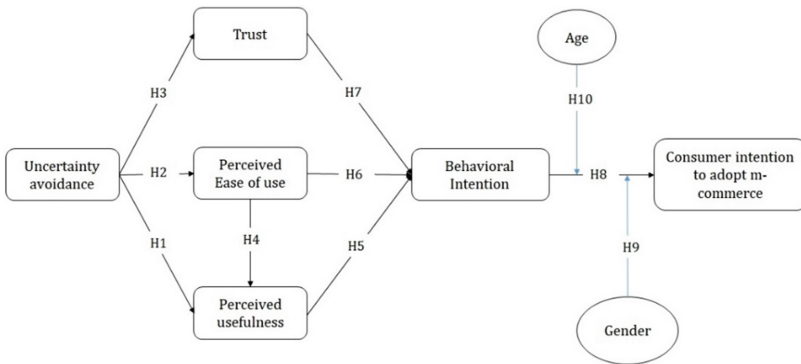 Trust
Age
H3
H7
H10
Uncertainty
avoidance
H2
Perceived
Ease of use
H6
Behavioral
Intention
H8
Consumer intention
to adopt m-
commerce
H1
H4
H5
H9
Perceived
usefulness
Gender